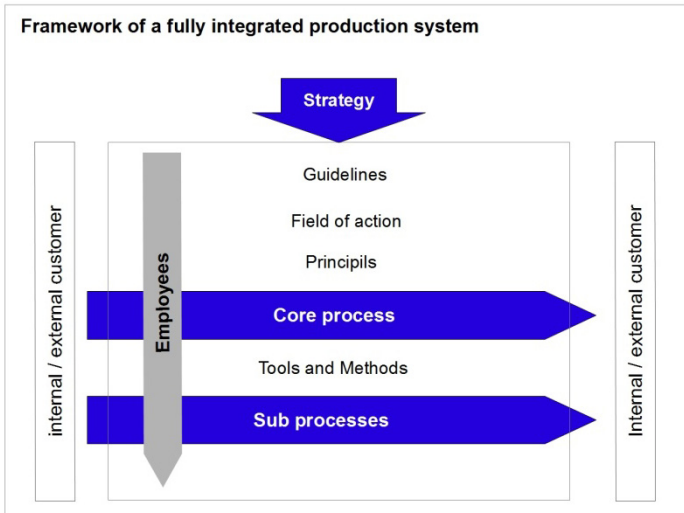 Framework of a fully integrated production system
Strategy
internal / external customer
Employees
Guidelines
Field of action
Principils
Core process
Tools and Methods
Sub processes
Internal / external customer